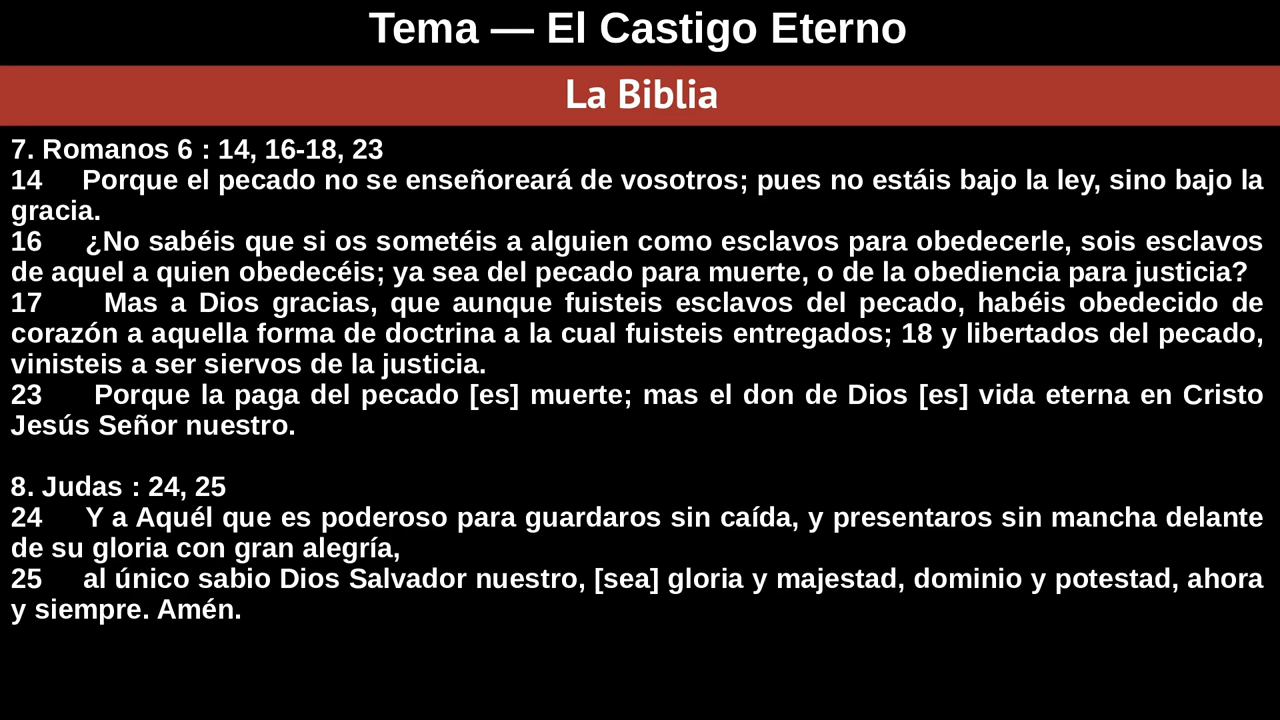 Tema — El Castigo Eterno
La Biblia
7. Romanos 6 : 14, 16-18, 23
14 Porque el pecado no se enseñoreará de vosotros; pues no estáis bajo la ley, sino bajo la
gracia.
16 ¿No sabéis que si os sometéis a alguien como esclavos para obedecerle, sois esclavos
de aquel a quien obedecéis; ya sea del pecado para muerte, o de la obediencia para justicia?
17 Mas a Dios gracias, que aunque fuisteis esclavos del pecado, habéis obedecido de
corazón a aquella forma de doctrina a la cual fuisteis entregados; 18 y libertados del pecado,
vinisteis a ser siervos de la justicia.
23 Porque la paga del pecado [es] muerte; mas el don de Dios [es] vida eterna en Cristo
Jesús Señor nuestro.
8. Judas : 24, 25
24 Y a Aquél que es poderoso para guardaros sin caída, y presentaros sin mancha delante
de su gloria con gran alegría,
25 al único sabio Dios Salvador nuestro, [sea] gloria y majestad, dominio y potestad, ahora
y siempre. Amén.